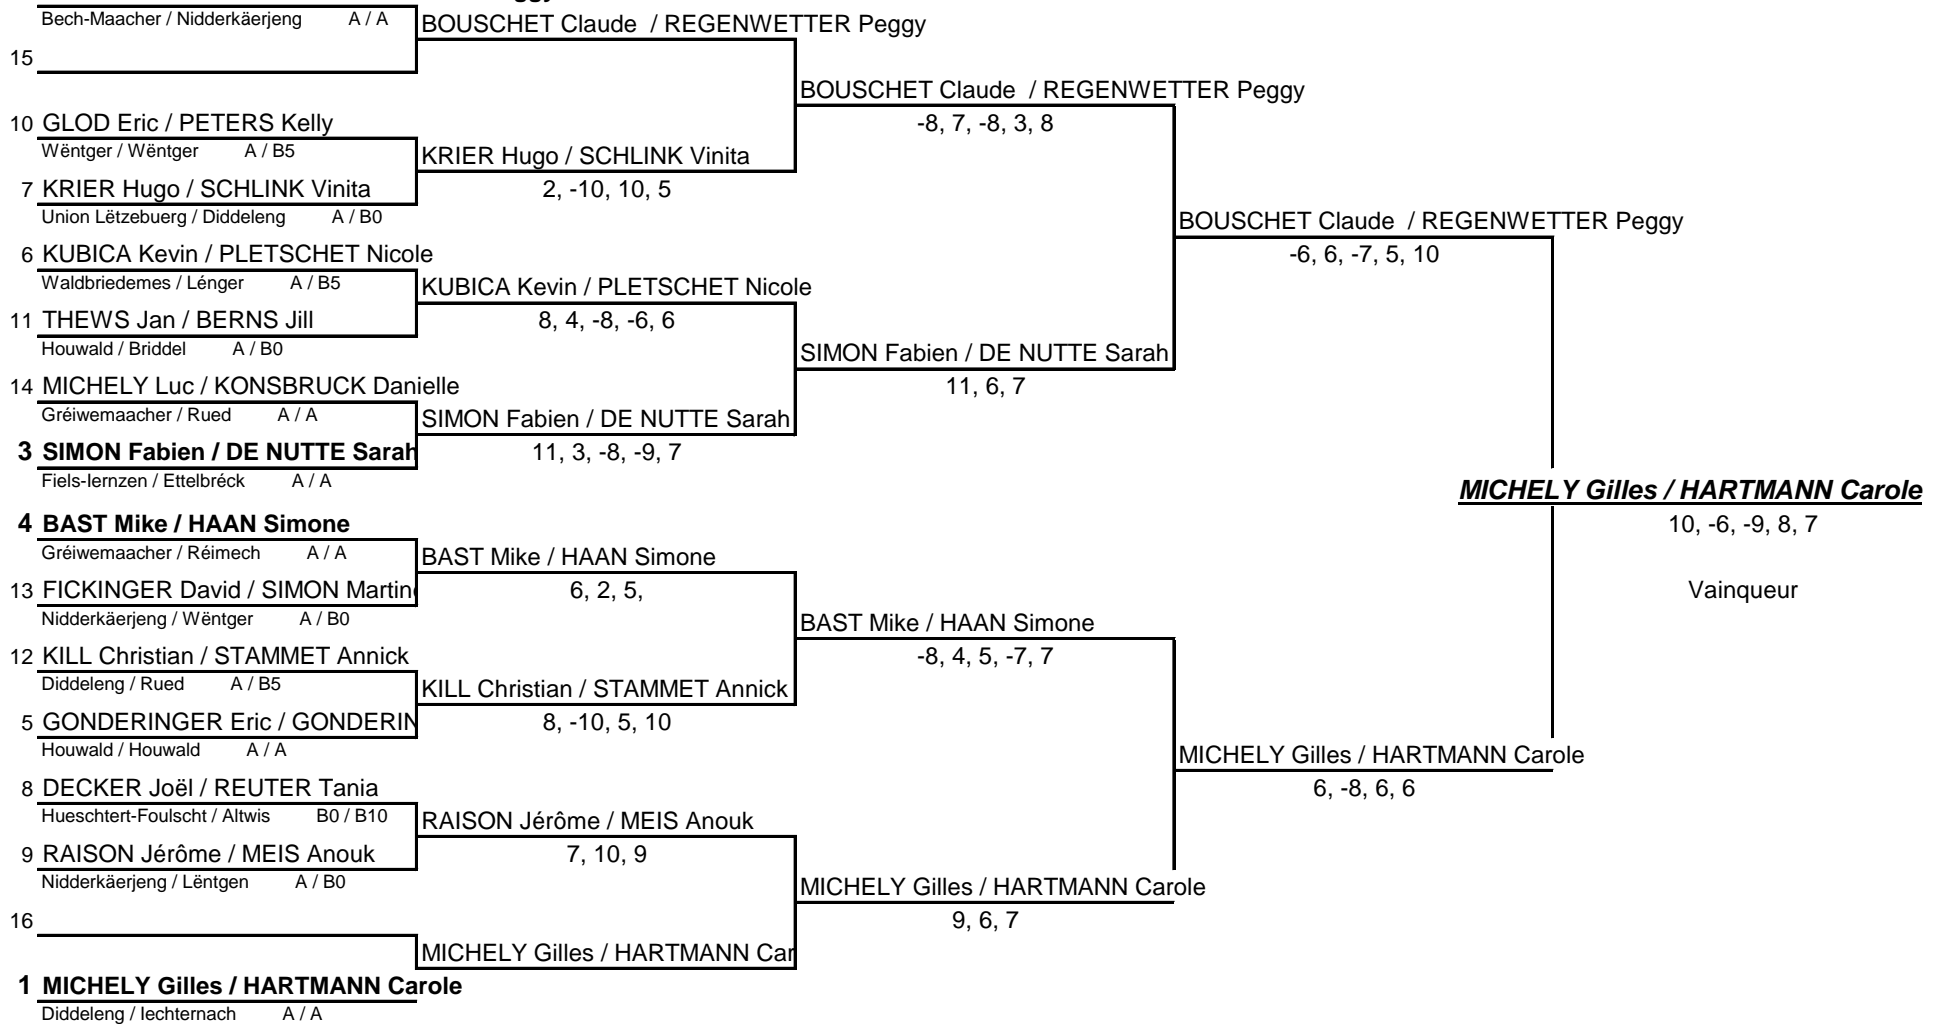 Bech-Maacher / Nidderkäerjeng A / A
BOUSCHET Claude / REGENWETTER Peggy
15
BOUSCHET Claude / REGENWETTER Peggy
10 GLOD Eric / PETERS Kelly
-8, 7, -8, 3, 8
Wëntger / Wëntger A / B5
KRIER Hugo / SCHLINK Vinita
7 KRIER Hugo / SCHLINK Vinita
2, -10, 10, 5
Union Lëtzebuerg / Diddeleng A / B0
BOUSCHET Claude / REGENWETTER Peggy
6 KUBICA Kevin / PLETSCHET Nicole
-6, 6, -7, 5, 10
Waldbriedemes / Lénger A / B5
KUBICA Kevin / PLETSCHET Nicole
11 THEWS Jan / BERNS Jill
8, 4, -8, -6, 6
Houwald / Briddel A / B0
SIMON Fabien / DE NUTTE Sarah
14 MICHELY Luc / KONSBRUCK Danielle
11, 6, 7
Gréiwemaacher / Rued A / A
SIMON Fabien / DE NUTTE Sarah
3 SIMON Fabien / DE NUTTE Sarah
11, 3, -8, -9, 7
Fiels-Iernzen / Ettelbréck A / A
MICHELY Gilles / HARTMANN Carole
4 BAST Mike / HAAN Simone
10, -6, -9, 8, 7
Gréiwemaacher / Réimech A / A
BAST Mike / HAAN Simone
13 FICKINGER David / SIMON Martin
6, 2, 5,
Vainqueur
Nidderkäerjeng / Wëntger A / B0
BAST Mike / HAAN Simone
12 KILL Christian / STAMMET Annick
-8, 4, 5, -7, 7
Diddeleng / Rued A / B5
KILL Christian / STAMMET Annick
5 GONDERINGER Eric / GONDERIN
8, -10, 5, 10
Houwald / Houwald A / A
MICHELY Gilles / HARTMANN Carole
8 DECKER Joël / REUTER Tania
6, -8, 6, 6
Hueschtert-Foulscht / Altwis B0 / B10
RAISON Jérôme / MEIS Anouk
9 RAISON Jérôme / MEIS Anouk
7, 10, 9
Nidderkäerjeng / Lëntgen A / B0
MICHELY Gilles / HARTMANN Carole
16
9, 6, 7
MICHELY Gilles / HARTMANN Car
1 MICHELY Gilles / HARTMANN Carole
Diddeleng / Iechternach A / A